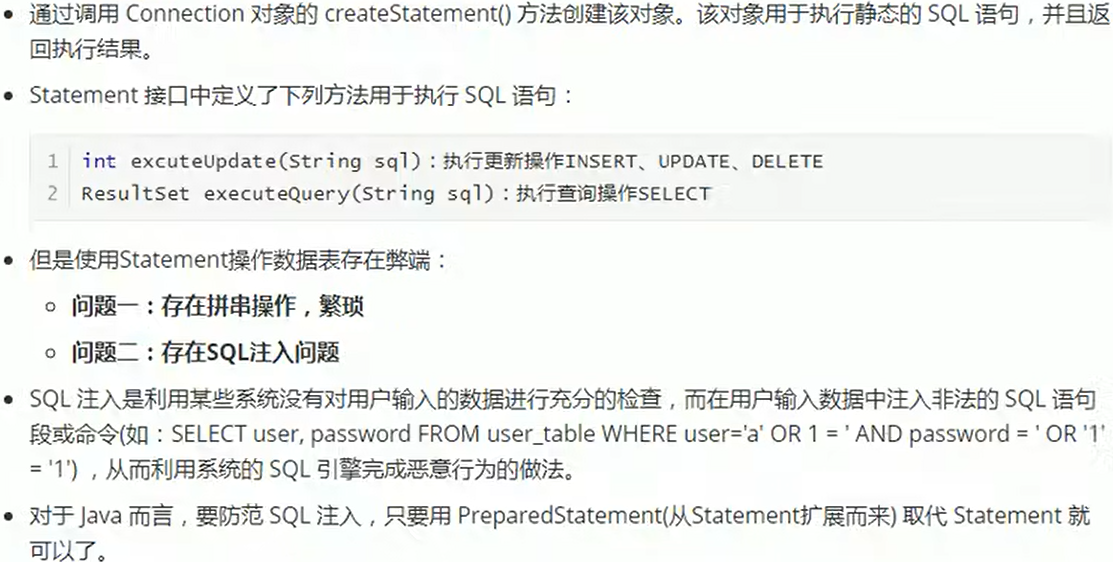 通过调用 Connection 对象的 createStatement() 方法创建该对象。该对象用于执行静态的 SQL 语句，并且返
回执行结果。
Statement 接口中定义了下列方法用于执行 SQL 语句：
1 int excuteUpdate(String sql)：执行更新操作INSERT、UPDATE、DELETE
2 ResultSet executeQuery(String sql)：执行查询操作SELECT
但是使用Statement操作数据表存在弊端：
问题一：存在拼串操作，繁琐
问题二：存在SQL注入问题
SQL 注入是利用某些系统没有对用户输入的数据进行充分的检查，而在用户输入数据中注入非法的 SQL 语句
段或命令(如：SELECT user, password FROM user_table WHERE user='a' OR 1 = ' AND password = ' OR '1'
= '1') ，从而利用系统的 SQL 引擎完成恶意行为的做法。
对于 Java 而言，要防范 SQL 注入，只要用 PreparedStatement(从Statement扩展而来) 取代 Statement 就
可以了。